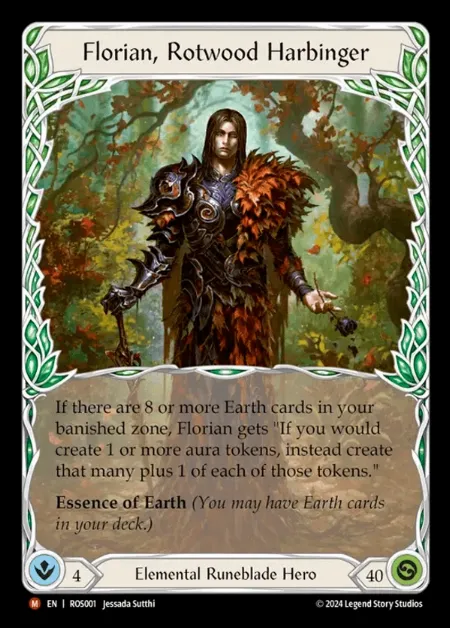 Florian, Rotwood Harbinger
If there are 8 or more Earth cards in your
banished zone, Florian gets "If you would
create 1 or more aura tokens, instead create
that many plus 1 of each of those tokens."
Essence of Earth (You may have Earth cards
in your deck.)
4 Elemental Runeblade Hero 40
M EN | ROS001 Jessada Sutthi © 2024 Legend Story Studios